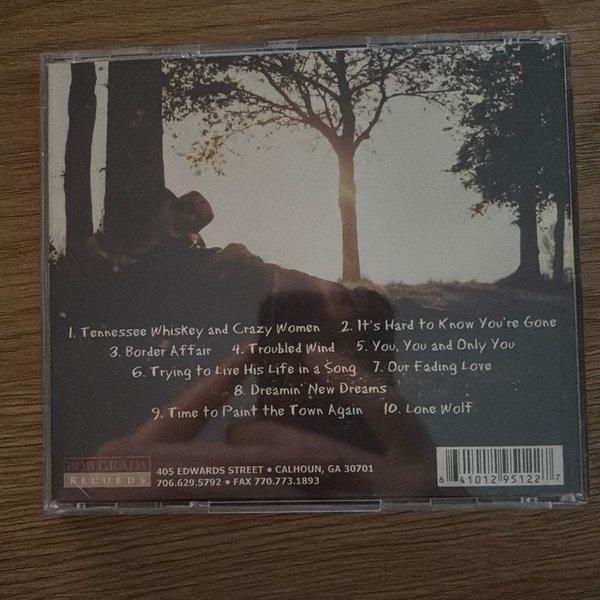 1. Tennessee Whiskey and Crazy Women 2. It's Hard to Know You're Gone
3. Border Affair 4. Troubled Wind 5. You, You and Only You
6. Trying to Live His Life in a Song 7. Our Fading Love
8. Dreamin' New Dreams
9. Time to Paint the Town Again 10. Lone Wolf
BOB GRADY
RECORDS
405 EDWARDS STREET • CALHOUN, GA 30701
706.629.5792 • FAX 770.773.1893
6 41012 95122 7